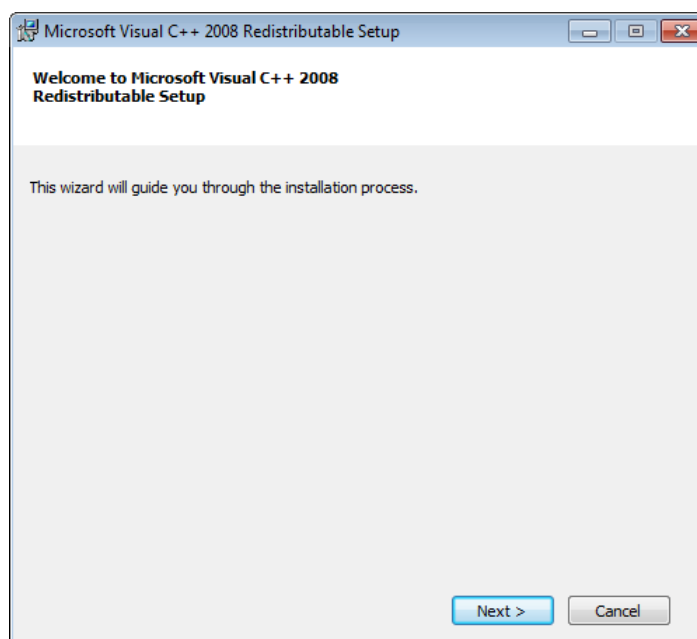 Microsoft Visual C++ 2008 Redistributable Setup
Welcome to Microsoft Visual C++ 2008
Redistributable Setup
This wizard will guide you through the installation process.
Next >
Cancel